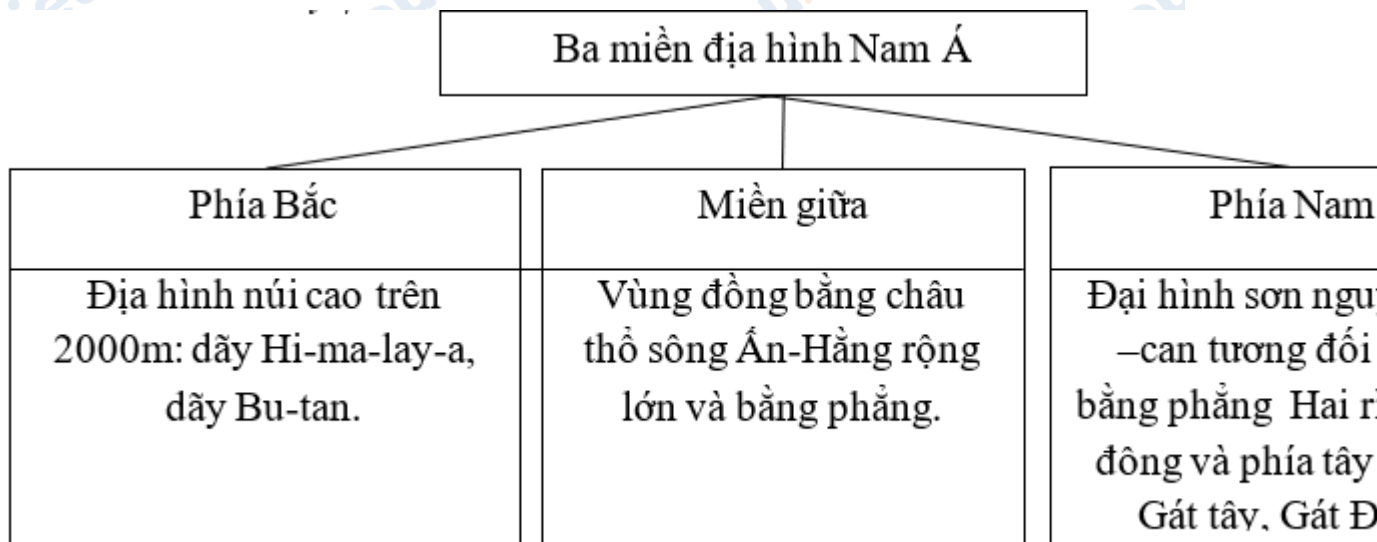 Ba miền địa hình Nam Á
Phía Bắc
Địa hình núi cao trên
2000m: dãy Hi-ma-lay-a,
dãy Bu-tan.
Miền giữa
Vùng đồng bằng châu
thổ sông Ấn-Hằng rộng
lớn và bằng phẳng.
Phía Nam
Đại hình sơn
–can tương đối
bằng phẳng Hai
đông và phía tây
Gát tây, Gát